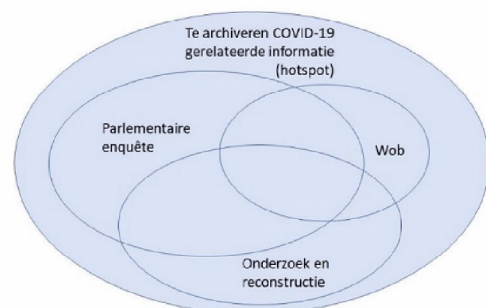 Te archiveren COVID-19
gerelateerde informatie
(hotspot)
Parlementaire
enquête
Wob
Onderzoek en
reconstructie